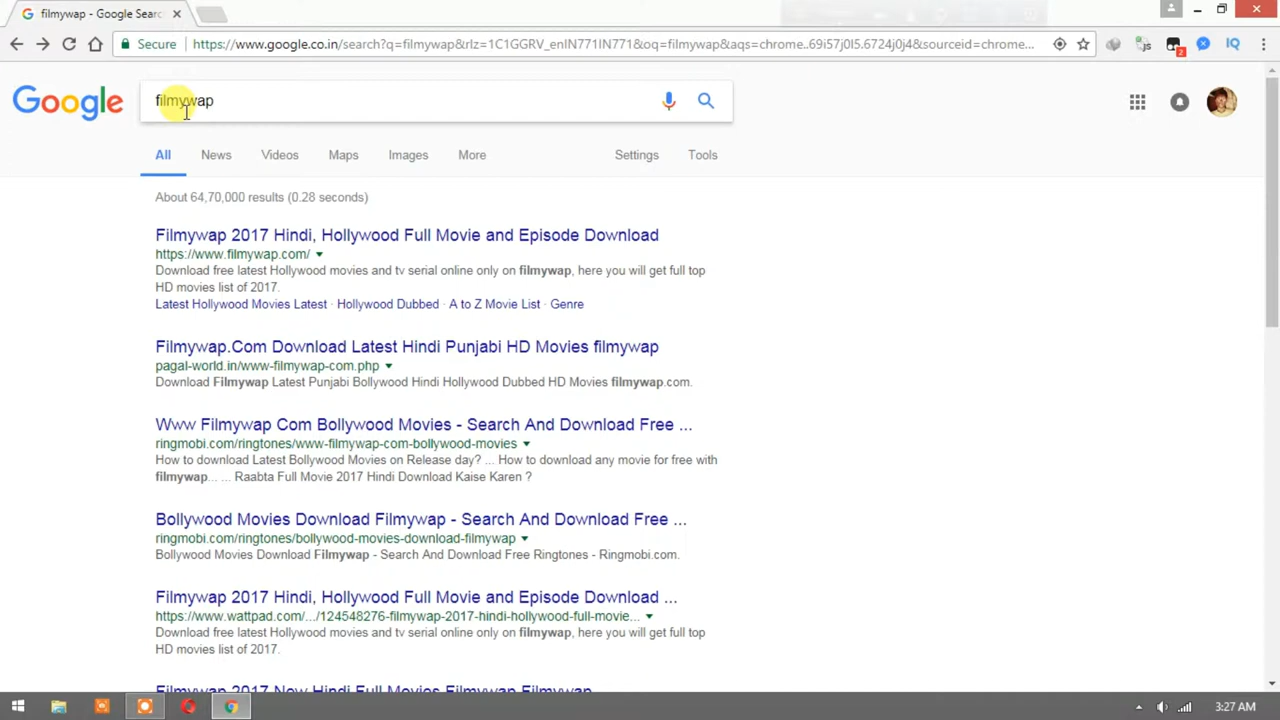 filmywap - Google Searc
Secure
https://www.google.co.in/search?q=filmywap&rlz=1C1GGRV_enIN771IN771&oq=filmywap&aqs=chrome..69i57j0l5.6724j0j4&sourceid=chrome...
2
IQ
Google
filmywap
All News Videos Maps Images More Settings Tools
About 64,70,000 results (0.28 seconds)
Filmywap 2017 Hindi, Hollywood Full Movie and Episode Download
https://www.filmywap.com/
Download free latest Hollywood movies and tv serial online only on filmywap, here you will get full top
HD movies list of 2017.
Latest Hollywood Movies Latest · Hollywood Dubbed · A to Z Movie List · Genre
Filmywap.Com Download Latest Hindi Punjabi HD Movies filmywap
pagal-world.in/www-filmywap-com.php
Download Filmywap Latest Punjabi Bollywood Hindi Hollywood Dubbed HD Movies filmywap.com.
Www Filmywap Com Bollywood Movies - Search And Download Free ...
ringmobi.com/ringtones/www-filmywap-com-bollywood-movies
How to download Latest Bollywood Movies on Release day? ... How to download any movie for free with
filmywap... ... Raabta Full Movie 2017 Hindi Download Kaise Karen ?
Bollywood Movies Download Filmywap - Search And Download Free ...
ringmobi.com/ringtones/bollywood-movies-download-filmywap
Bollywood Movies Download Filmywap - Search And Download Free Ringtones - Ringmobi.com.
Filmywap 2017 Hindi, Hollywood Full Movie and Episode Download ...
https://www.wattpad.com/.../124548276-filmywap-2017-hindi-hollywood-full-movie...
Download free latest Hollywood movies and tv serial online only on filmywap, here you will get full top
HD movies list of 2017.
Filmywap 2017 New Hindi Full Movies Filmywap Filmywap
3:27 AM